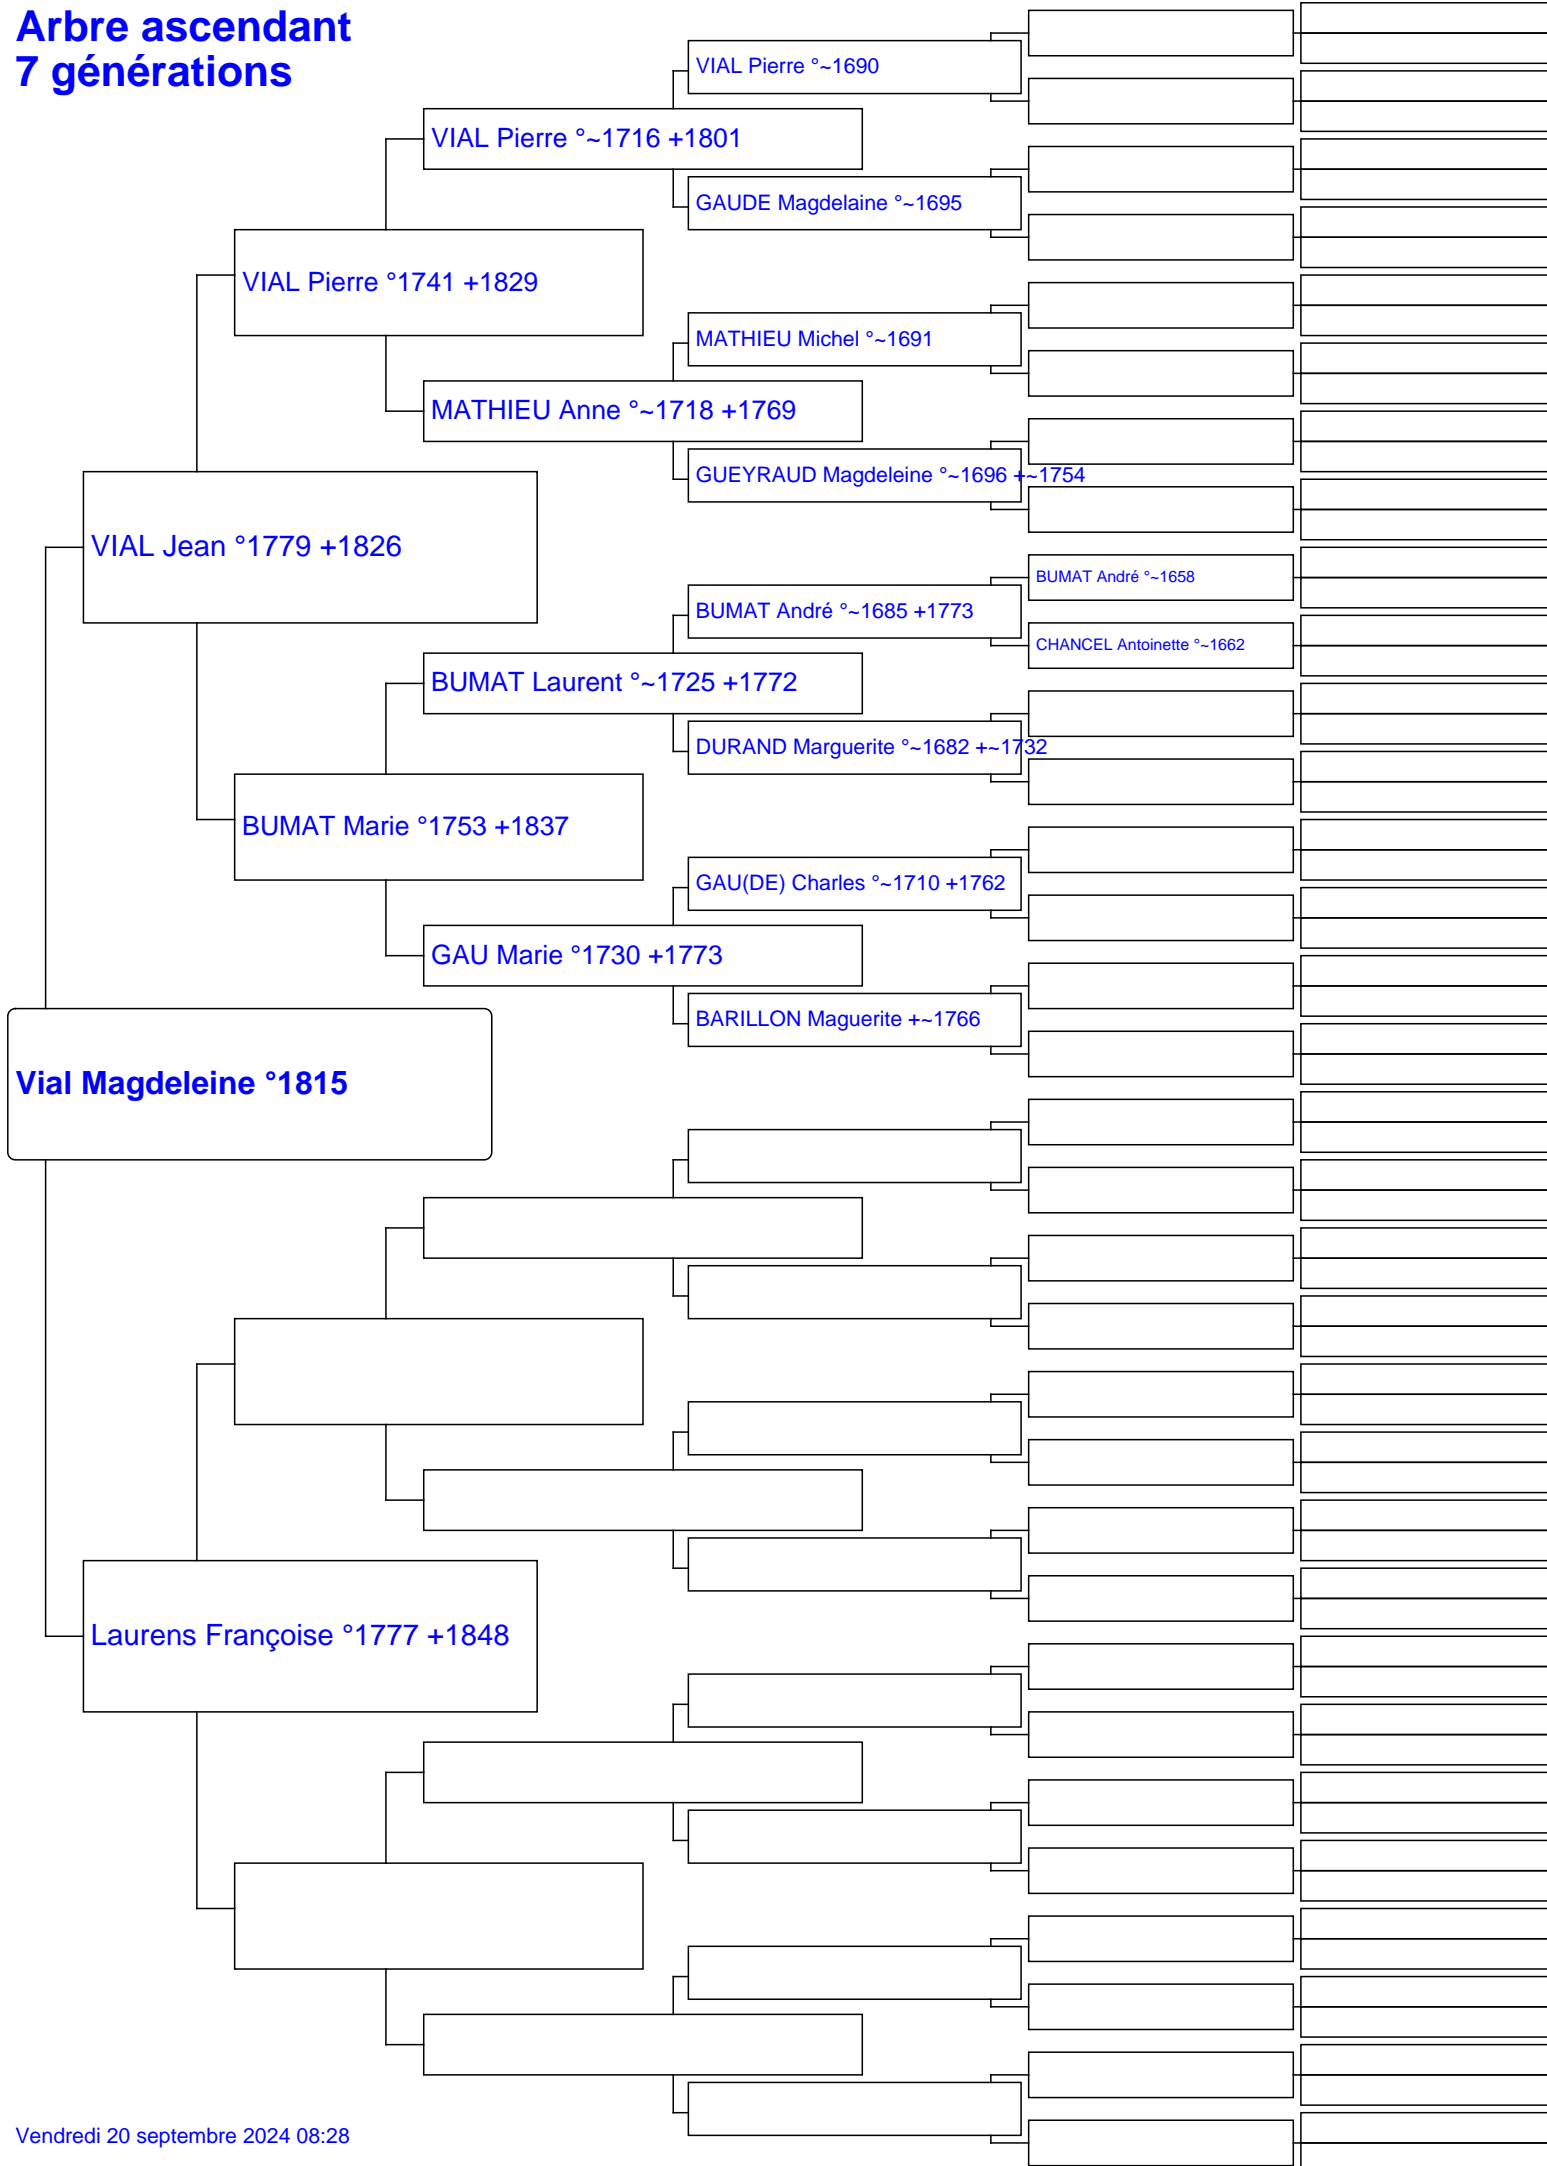 Arbre ascendant
7 générations
VIAL Pierre °~1690
VIAL Pierre °~1716 +1801
GAUDE Magdelaine °~1695
VIAL Pierre °1741 +1829
MATHIEU Michel °~1691
MATHIEU Anne °~1718 +1769
GUEYRAUD Magdeleine °~1696 +~1754
VIAL Jean °1779 +1826
BUMAT André °~1658
BUMAT André °~1685 +1773
CHANCEL Antoinette °~1662
BUMAT Laurent °~1725 +1772
DURAND Marguerite °~1682 +~1732
BUMAT Marie °1753 +1837
GAU(DE) Charles °~1710 +1762
GAU Marie °1730 +1773
BARILLON Maguerite +~1766
Vial Magdeleine °1815
Laurens Françoise °1777 +1848
Vendredi 20 septembre 2024 08:28